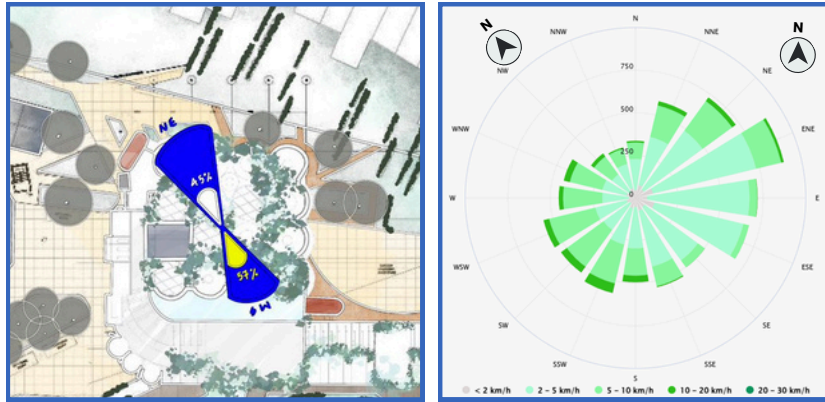 NE
45%
57%
SW
N
N
N
NNW
NNE
NW
NE
750
WNW
500
ENE
250
W
0
E
WSW
ESE
SW
SE
SSW
SSE
S
< 2 km/h
2 – 5 km/h
5 – 10 km/h
10 – 20 km/h
20 – 30 km/h